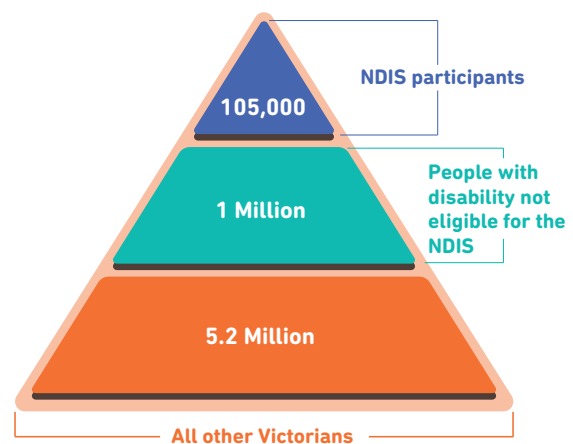 NDIS participants
105,000
People with
disability not
eligible for the
NDIS
1 Million
5.2 Million
All other Victorians